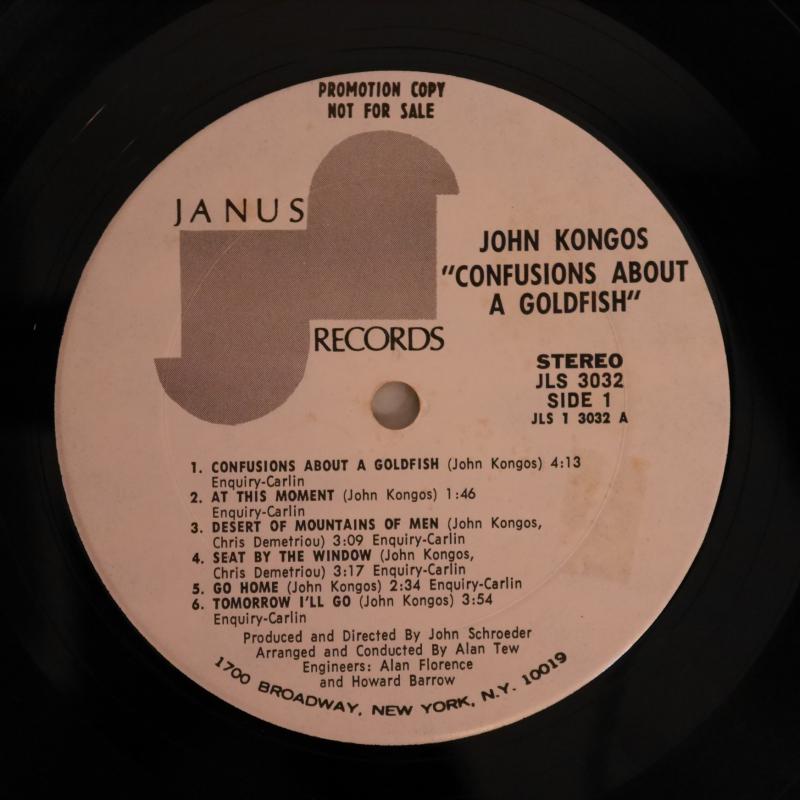 PROMOTION COPY
NOT FOR SALE
JANUS
RECORDS
JOHN KONGOS
"CONFUSIONS ABOUT
A GOLDFISH"
STEREO
JLS 3032
SIDE 1
JLS 1 3032 A
1. CONFUSIONS ABOUT A GOLDFISH (John Kongos) 4:13
Enquiry-Carlin
2. AT THIS MOMENT (John Kongos) 1:46
Enquiry-Carlin
3. DESERT OF MOUNTAINS OF MEN (John Kongos,
Chris Demetriou) 3:09 Enquiry-Carlin
4. SEAT BY THE WINDOW (John Kongos,
Chris Demetriou) 3:17 Enquiry-Carlin
5. GO HOME (John Kongos) 2:34 Enquiry-Carlin
6. TOMORROW I'LL GO (John Kongos) 3:54
Enquiry-Carlin
Produced and Directed By John Schroeder
Arranged and Conducted By Alan Tew
Engineers: Alan Florence
and Howard Barrow
1700 BROADWAY, NEW YORK, N.Y. 10019